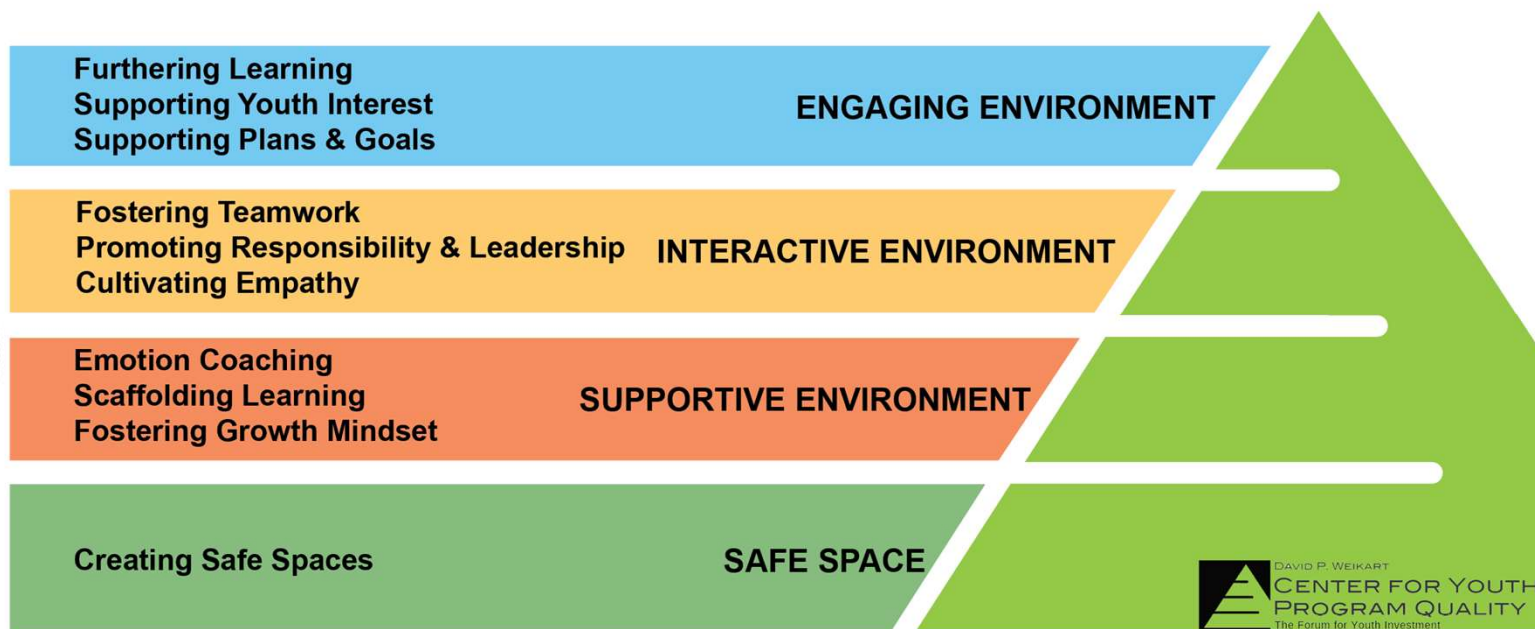 Furthering Learning
Supporting Youth Interest
Supporting Plans & Goals
ENGAGING ENVIRONMENT
Fostering Teamwork
Promoting Responsibility & Leadership
Cultivating Empathy
INTERACTIVE ENVIRONMENT
Emotion Coaching
Scaffolding Learning
Fostering Growth Mindset
SUPPORTIVE ENVIRONMENT
Creating Safe Spaces
SAFE SPACE
DAVID P. WEIKART
CENTER FOR YOUTH
PROGRAM QUALITY
The Forum for Youth Investment